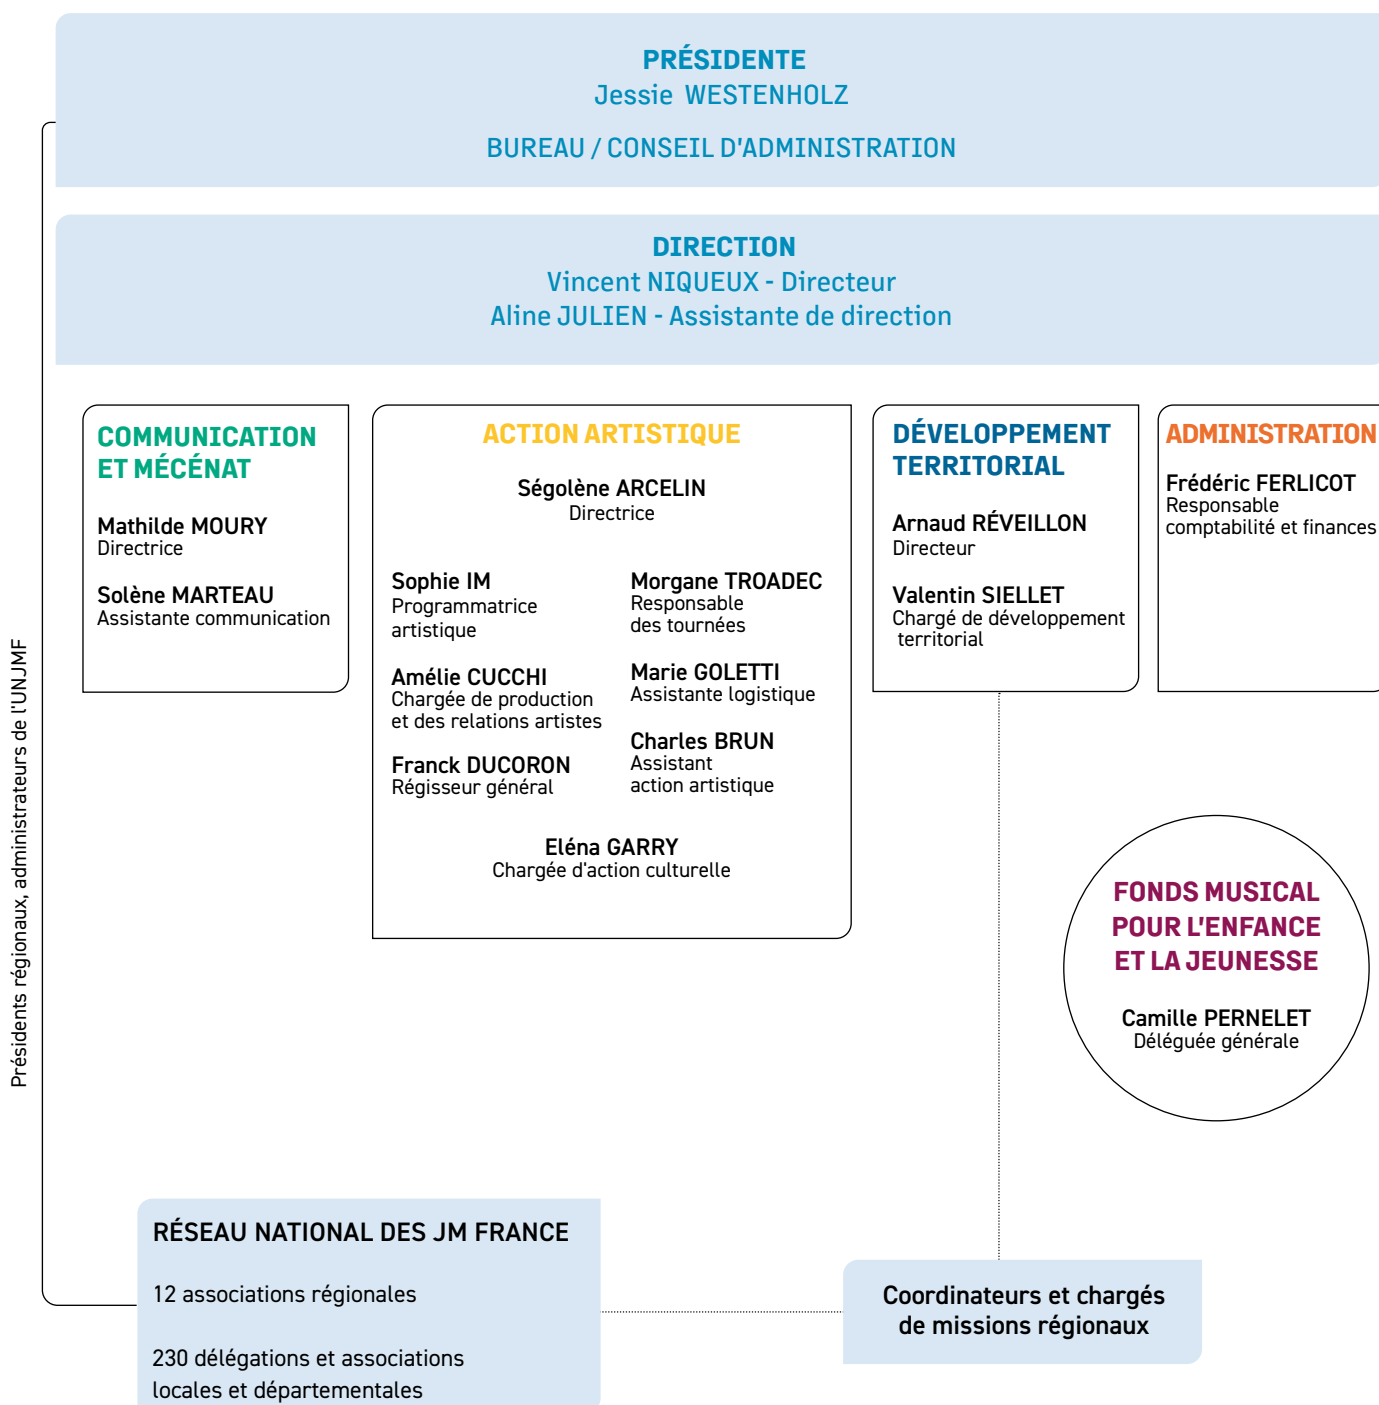 PRÉSIDENTE
Jessie WESTENHOLZ
BUREAU / CONSEIL D'ADMINISTRATION
DIRECTION
Vincent NIQUEUX - Directeur
Aline JULIEN - Assistante de direction
COMMUNICATION
ET MÉCÉNAT
Mathilde MOURY
Directrice
Solène MARTEAU
Assistante communication
ACTION ARTISTIQUE
Ségolène ARCELIN
Directrice
Sophie IM
Programmatrice
artistique
Amélie CUCCHI
Chargée de production
et des relations artistes
Franck DUCORON
Régisseur général
Morgane TROADEC
Responsable
des tournées
Marie GOLETTI
Assistante logistique
Charles BRUN
Assistant
action artistique
Eléna GARRY
Chargée d'action culturelle
DÉVELOPPEMENT
TERRITORIAL
Arnaud RÉVEILLON
Directeur
Valentin SIELLET
Chargé de développement
territorial
ADMINISTRATION
Frédéric FERLICOT
Responsable
comptabilité et finances
Présidents régionaux, administrateurs de l'UNJMF
FONDS MUSICAL
POUR L'ENFANCE
ET LA JEUNESSE
Camille PERNELET
Déléguée générale
RÉSEAU NATIONAL DES JM FRANCE
12 associations régionales
230 délégations et associations
locales et départementales
Coordinateurs et chargés
de missions régionaux